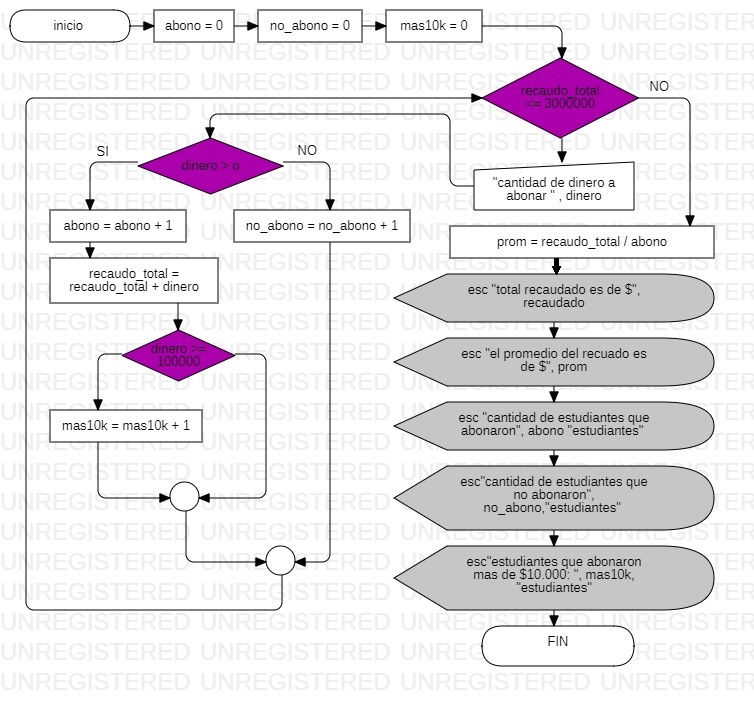 inicio
abono = 0
no_abono = 0
mas10k = 0
recaudo_total
<= 3000000
NO
dinero > o
SI
NO
"cantidad de dinero a
abonar " , dinero
abono = abono + 1
no_abono = no_abono + 1
prom = recaudo_total / abono
recaudo_total =
recaudo_total + dinero
esc "total recaudado es de $",
recaudado
dinero >=
100000
esc "el promedio del recuado es
de $", prom
mas10k = mas10k + 1
esc "cantidad de estudiantes que
abonaron", abono "estudiantes"
esc"cantidad de estudiantes que
no abonaron",
no_abono,"estudiantes"
esc"estudiantes que abonaron
mas de $10.000: ", mas10k,
"estudiantes"
FIN
UNREGISTERED